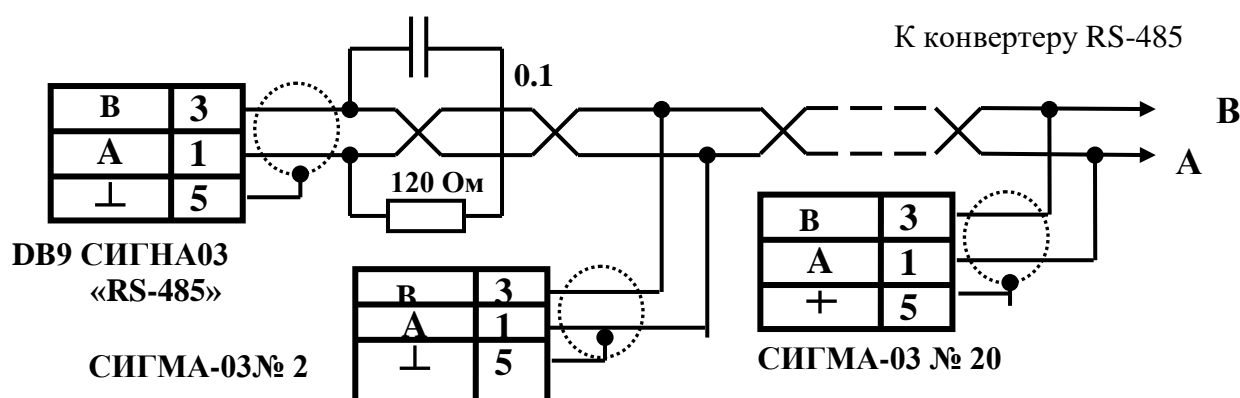 К конвертеру RS-485
0.1
В 3
А 1
⊥ 5
В
А
120 Ом
DB9 СИГНА03
«RS-485»
В 3
А 1
⊥ 5
СИГМА-03№ 2
В 3
А 1
+ 5
СИГМА-03 № 20